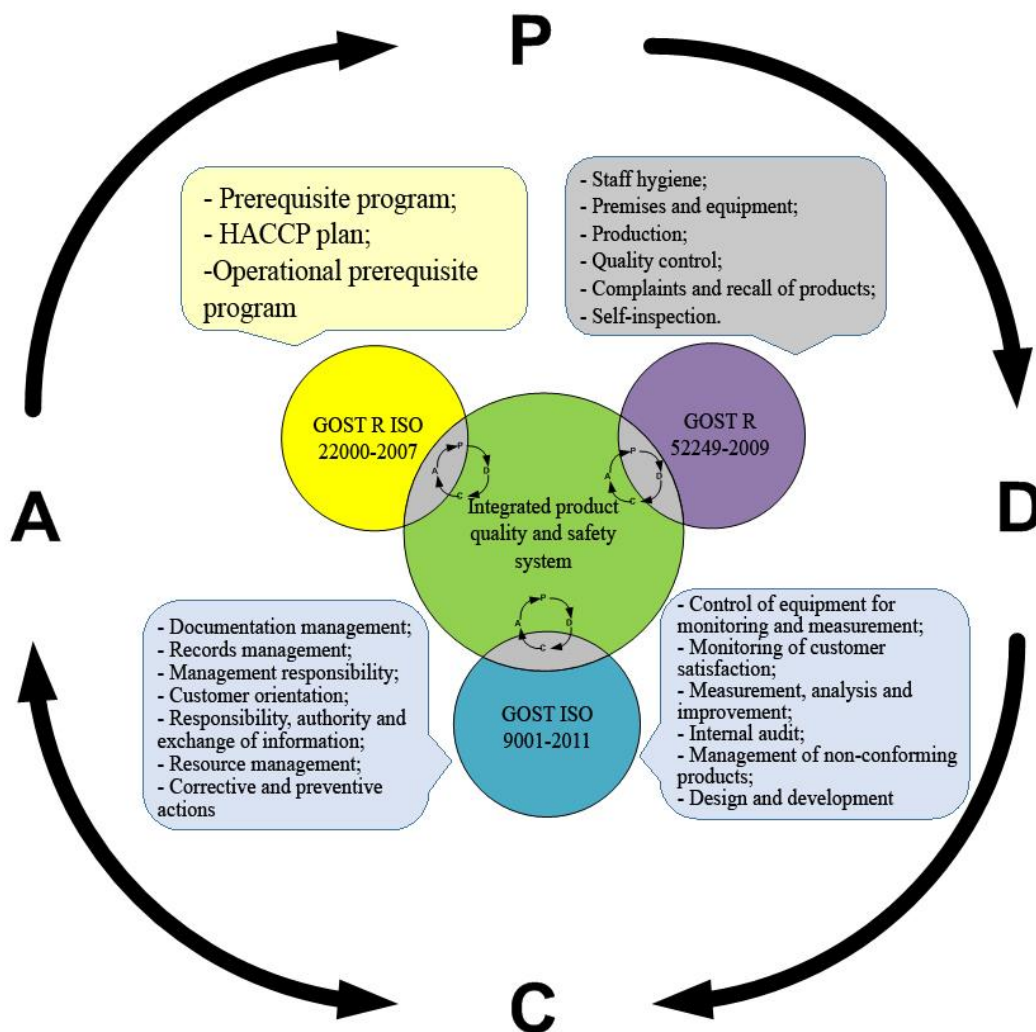 P
- Prerequisite program;
- HACCP plan;
-Operational prerequisite
program
- Staff hygiene;
- Premises and equipment;
- Production;
- Quality control;
- Complaints and recall of products;
- Self-inspection.
GOST R ISO
22000-2007
GOST R
52249-2009
P
A
D
C
P
A
D
C
A
D
Integrated product
quality and safety
system
P
A
D
C
- Documentation management;
- Records management;
- Management responsibility;
- Customer orientation;
- Responsibility, authority and
exchange of information;
- Resource management;
- Corrective and preventive
actions
GOST ISO
9001-2011
- Control of equipment for
monitoring and measurement;
- Monitoring of customer
satisfaction;
- Measurement, analysis and
improvement;
- Internal audit;
- Management of non-conforming
products;
- Design and development
C